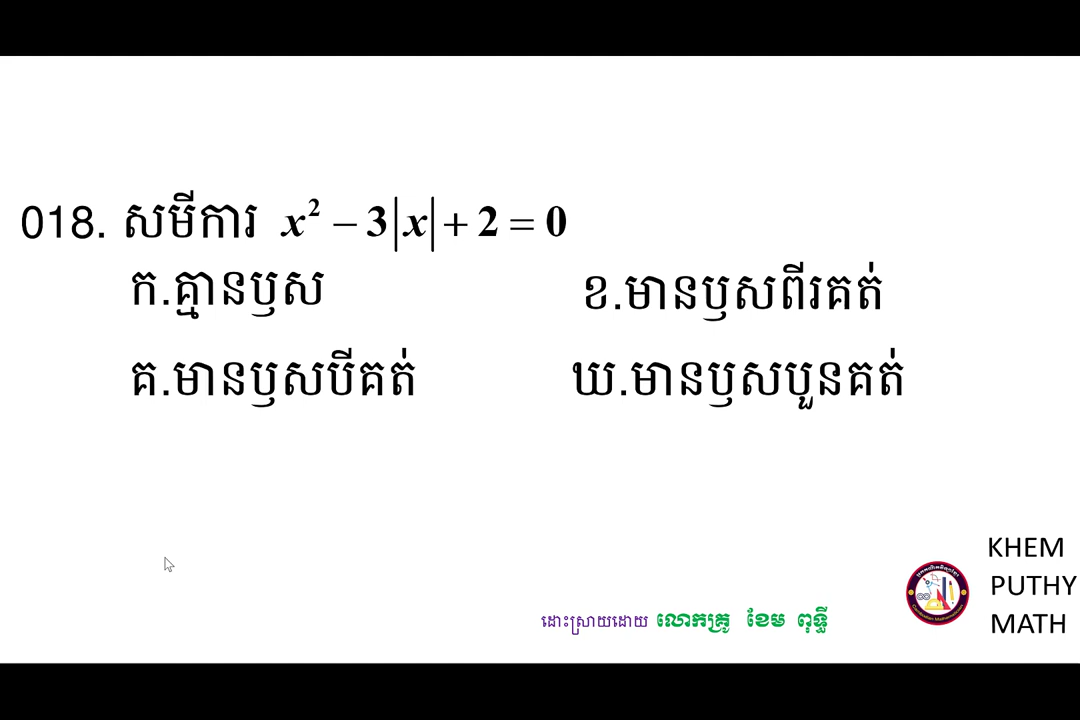 018. សមីការ x² − 3|x| + 2 = 0
ក.គ្មានឫស ខ.មានឫសពីរគត់
គ.មានឫសបីគត់ ឃ.មានឫសបួនគត់
KHEM
PUTHY
MATH
ដោះស្រាយដោយ លោកគ្រូ ខែម ពុទ្ធី